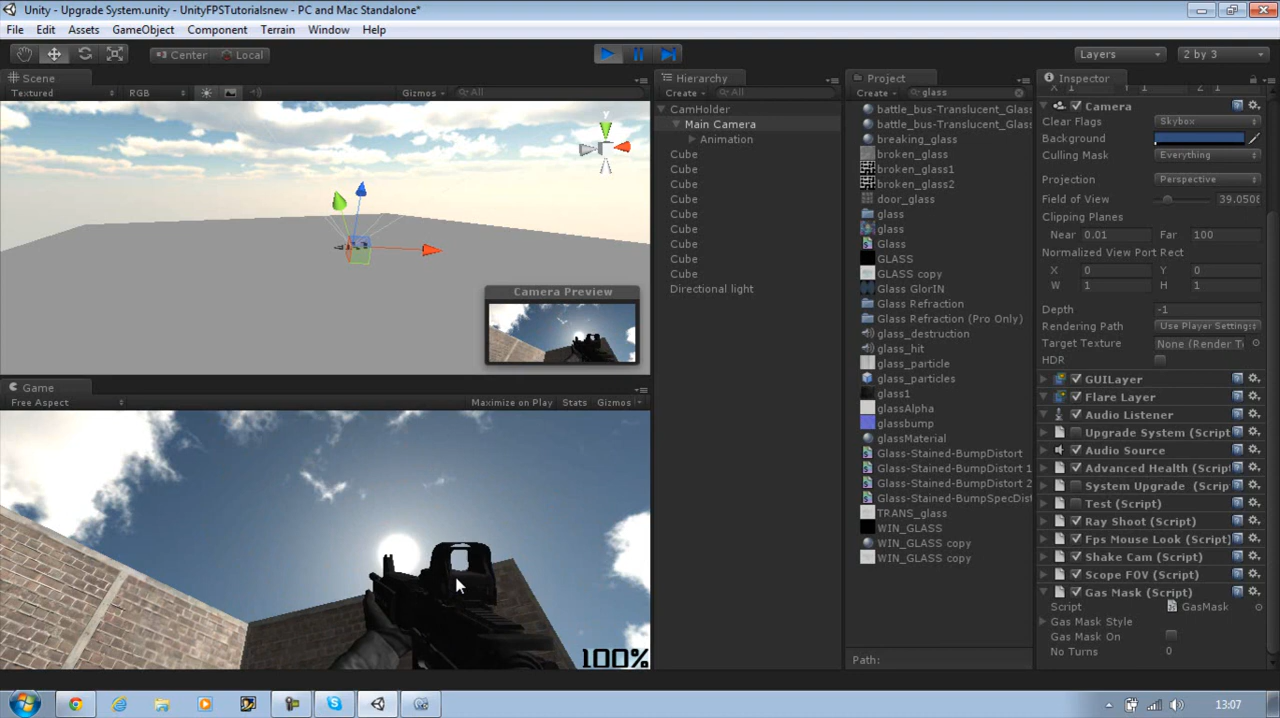 Unity - Upgrade System.unity - UnityFPSTutorialsnew - PC and Mac Standalone*
File Edit Assets GameObject Component Terrain Window Help
Center Local Layers 2 by 3
Scene
Textured RGB Gizmos All
y
Camera Preview
Game
Free Aspect Maximize on Play Stats Gizmos
100%
Hierarchy
Create All
CamHolder
Main Camera
Animation
Cube
Cube
Cube
Cube
Cube
Cube
Cube
Cube
Directional light
Project
Create glass
battle_bus-Translucent_Glass
battle_bus-Translucent_Glass
breaking_glass
broken_glass
broken_glass1
broken_glass2
door_glass
glass
glass
Glass
GLASS
GLASS copy
Glass GlorIN
Glass Refraction
Glass Refraction (Pro Only)
glass_destruction
glass_hit
glass_particle
glass_particles
glass1
glassAlpha
glassbump
glassMaterial
Glass-Stained-BumpDistort
Glass-Stained-BumpDistort 1
Glass-Stained-BumpDistort 2
Glass-Stained-BumpSpecDist
TRANS_glass
WIN_GLASS
WIN_GLASS copy
WIN_GLASS copy
Path:
Inspector
X 1 Y 1 Z 1
Camera
Clear Flags Skybox
Background
Culling Mask Everything
Projection Perspective
Field of View 39.0508
Clipping Planes
Near 0.01 Far 100
Normalized View Port Rect
X 0 Y 0
W 1 H 1
Depth -1
Rendering Path Use Player Settings
Target Texture None (Render T
HDR
GUILayer
Flare Layer
Audio Listener
Upgrade System (Script
Audio Source
Advanced Health (Script
System Upgrade (Script
Test (Script)
Ray Shoot (Script)
Fps Mouse Look (Script)
Shake Cam (Script)
Scope FOV (Script)
Gas Mask (Script)
Script GasMask
Gas Mask Style
Gas Mask On
No Turns 0
13:07